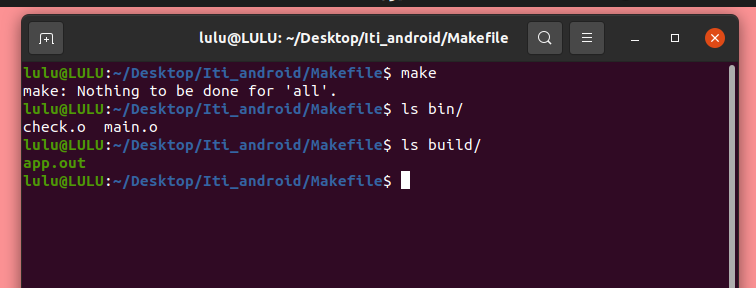 lulu@LULU: ~/Desktop/Iti_android/Makefile
lulu@LULU:~/Desktop/Iti_android/Makefile$ make
make: Nothing to be done for 'all'.
lulu@LULU:~/Desktop/Iti_android/Makefile$ ls bin/
check.o  main.o
lulu@LULU:~/Desktop/Iti_android/Makefile$ ls build/
app.out
lulu@LULU:~/Desktop/Iti_android/Makefile$